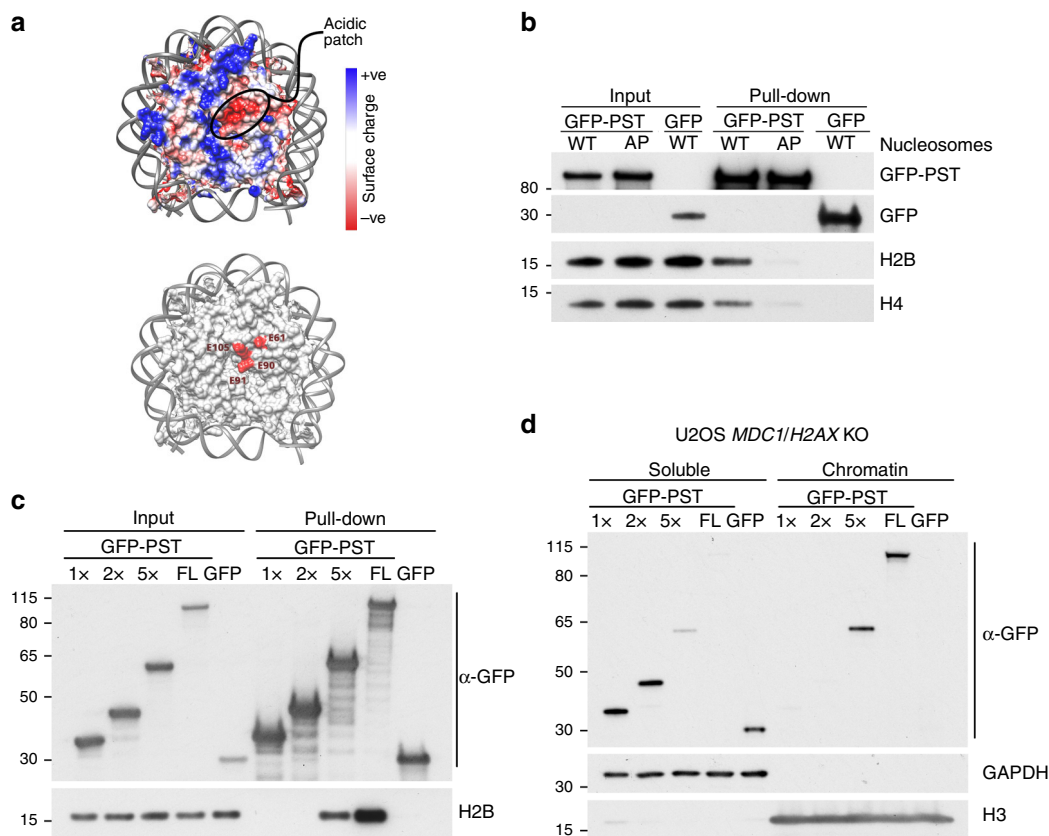 a
Acidic
patch
+ve
Surface charge
–ve
E61
E105
E90
E91
b
Input Pull-down
GFP-PST GFP GFP-PST GFP
WT AP WT WT AP WT Nucleosomes
GFP-PST
80
30 GFP
15 H2B
15
H4
c
Input Pull-down
GFP-PST GFP-PST
1× 2× 5× FL GFP 1× 2× 5× FL GFP
115
80
65
α-GFP
50
30
15 H2B
d
U2OS MDC1/H2AX KO
Soluble Chromatin
GFP-PST GFP-PST
1× 2× 5× FL GFP 1× 2× 5× FL GFP
115
80
65
α-GFP
50
30
GAPDH
30
H3
15